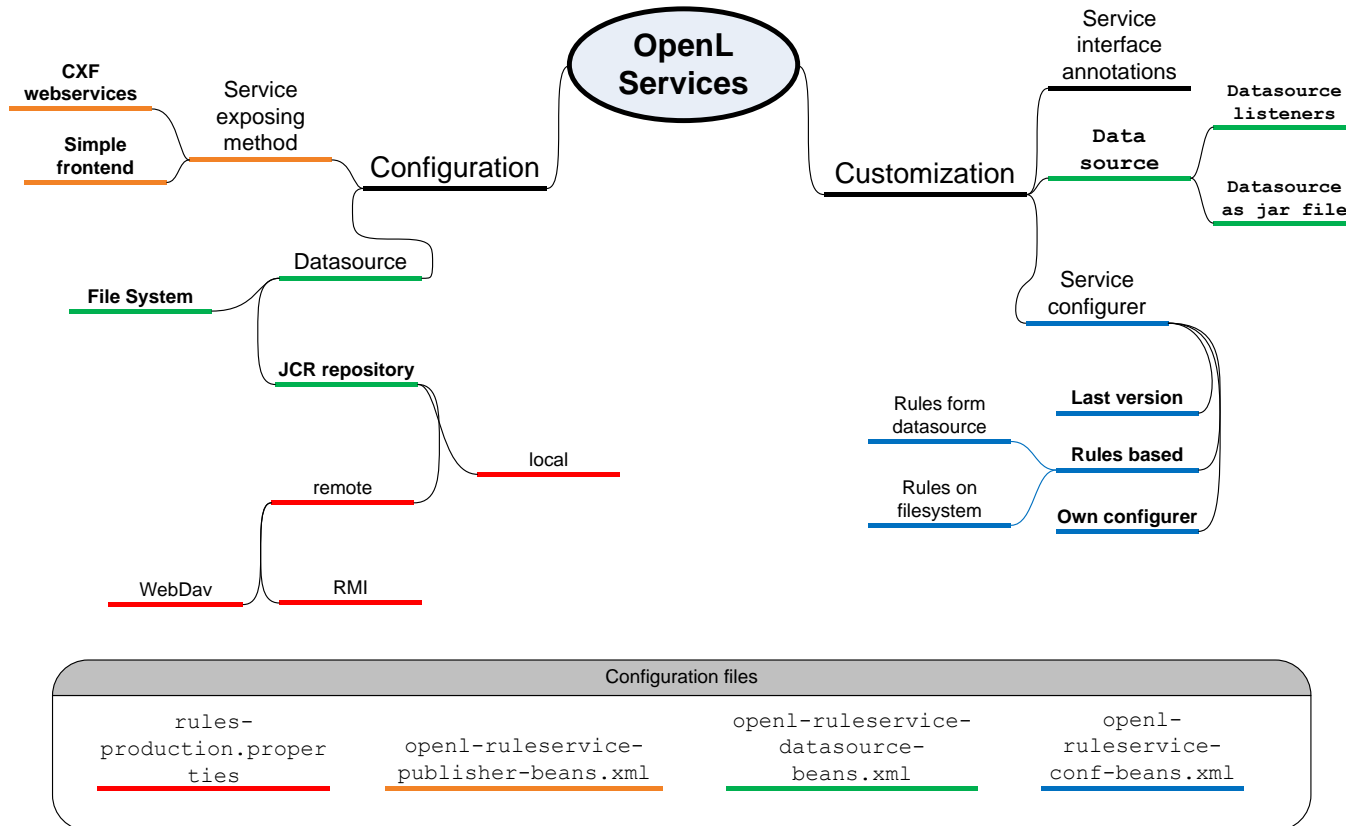 OpenL
Services
Service
interface
annotations
CXF
webservices
Service
exposing
method
Datasource
listeners
Simple
frontend
Configuration
Customization
Data
source
Datasource
as jar file
Datasource
File System
Service
configurer
JCR repository
Last version
Rules form
datasource
local
Rules based
remote
Rules on
filesystem
Own configurer
WebDav
RMI
Configuration files
rules-
production.proper
ties
openl-ruleservice-
publisher-beans.xml
openl-ruleservice-
datasource-
beans.xml
openl-
ruleservice-
conf-beans.xml